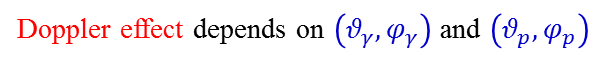 Doppler effect depends on (ϑ_γ, φ_γ) and (ϑ_p, φ_p)